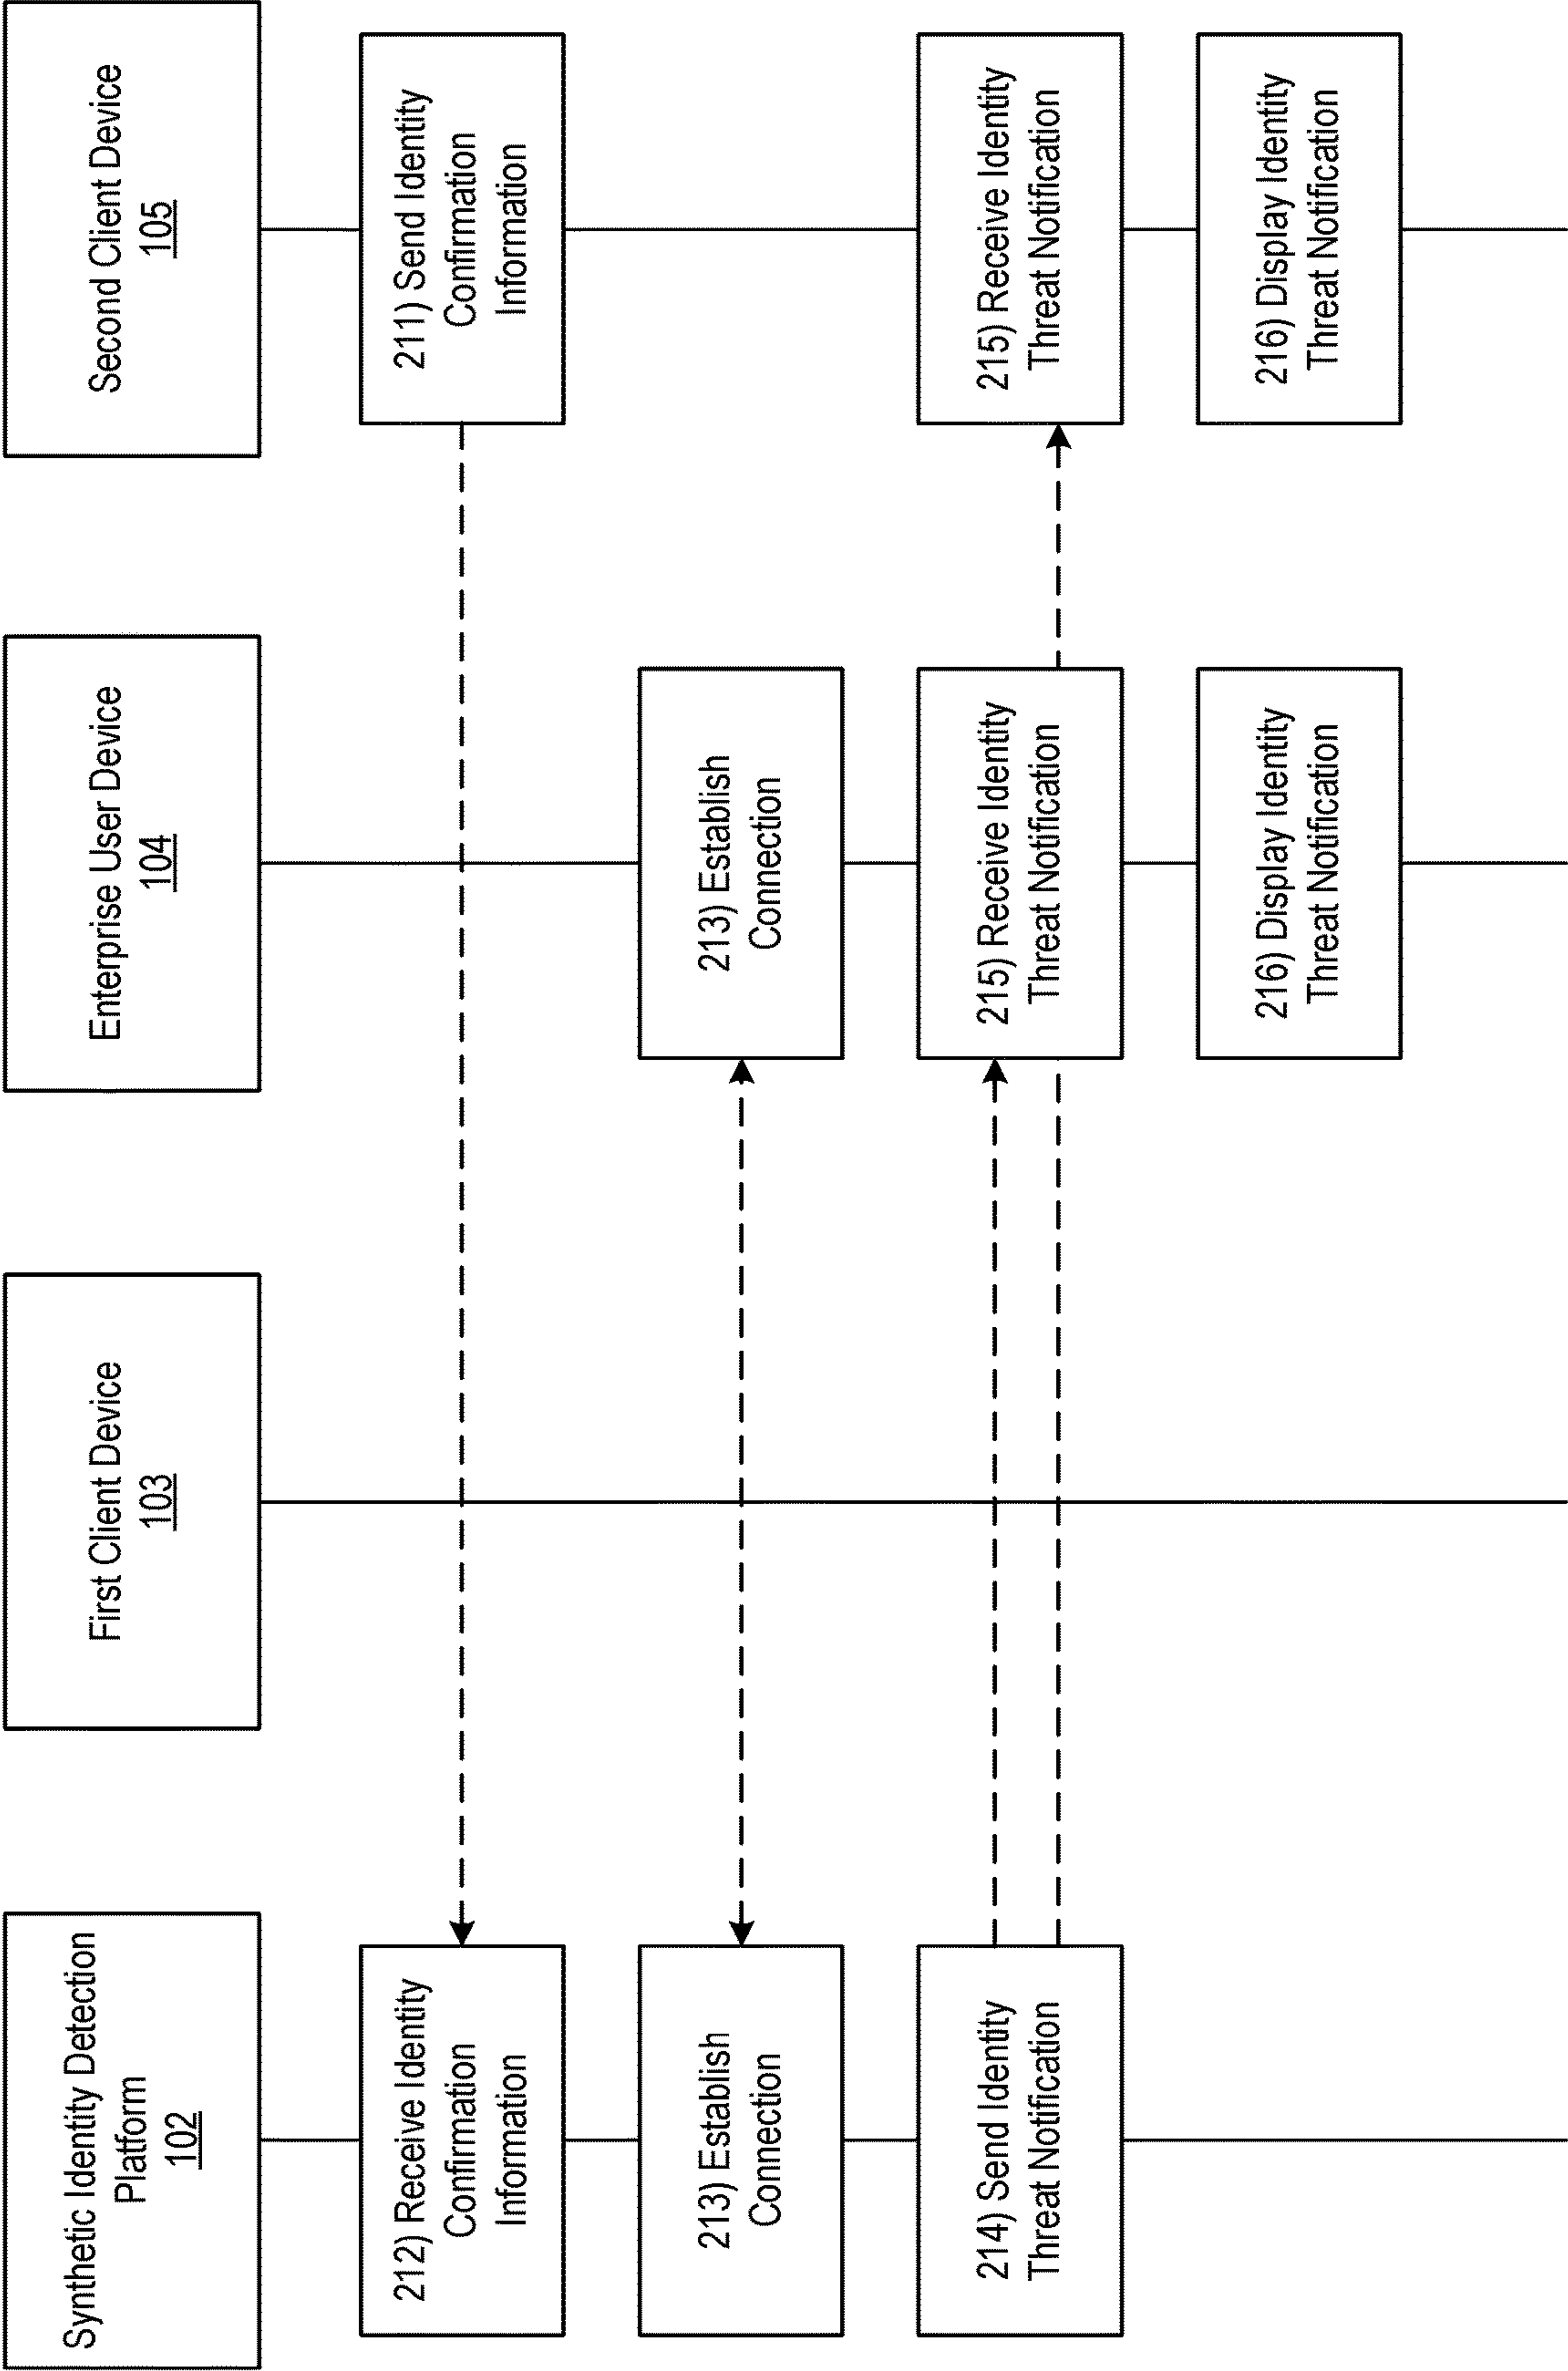 Synthetic Identity Detection
Platform
102
First Client Device
103
Enterprise User Device
104
Second Client Device
105
211) Send Identity
Confirmation
Information
212) Receive Identity
Confirmation
Information
213) Establish
Connection
213) Establish
Connection
214) Send Identity
Threat Notification
215) Receive Identity
Threat Notification
215) Receive Identity
Threat Notification
216) Display Identity
Threat Notification
216) Display Identity
Threat Notification